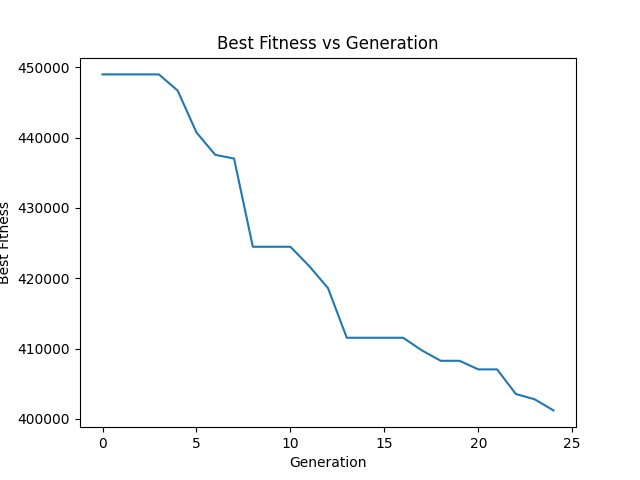 Best Fitness vs Generation
450000
440000
430000
420000
410000
400000
Best Fitness
0 5 10 15 20 25
Generation